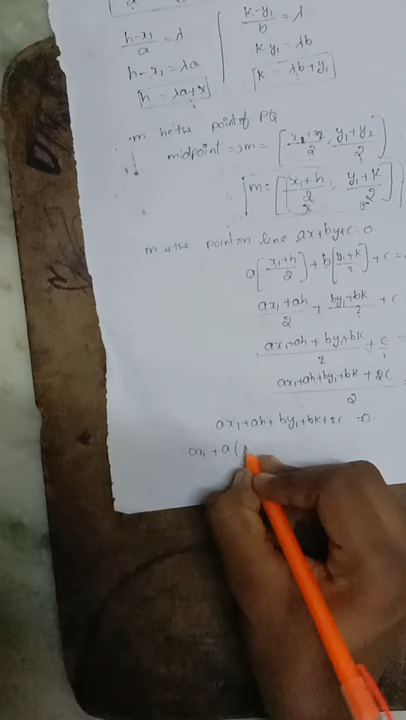 h-x₁/a = λ
h-x₁ = λa
h = λa+x
k-y₁/b = λ
k-y₁ = λb
k = λb+y₁
m be the point of PQ
midpoint => m = [x₁+x₂/2, y₁+y₂/2]
m = [x₁+h/2, y₁+k/2]
m is the point on line ax+by+c=0
a[x₁+h/2]+b[y₁+k/2]+c=
ax₁+ah/2 + by₁+bk/2 + c
ax₁+ah+by₁+bk/2 + c/1 =
ax₁+ah+by₁+bk+2c/2 =
ax₁+ah+by₁+bk+2c =0
ax₁+a(